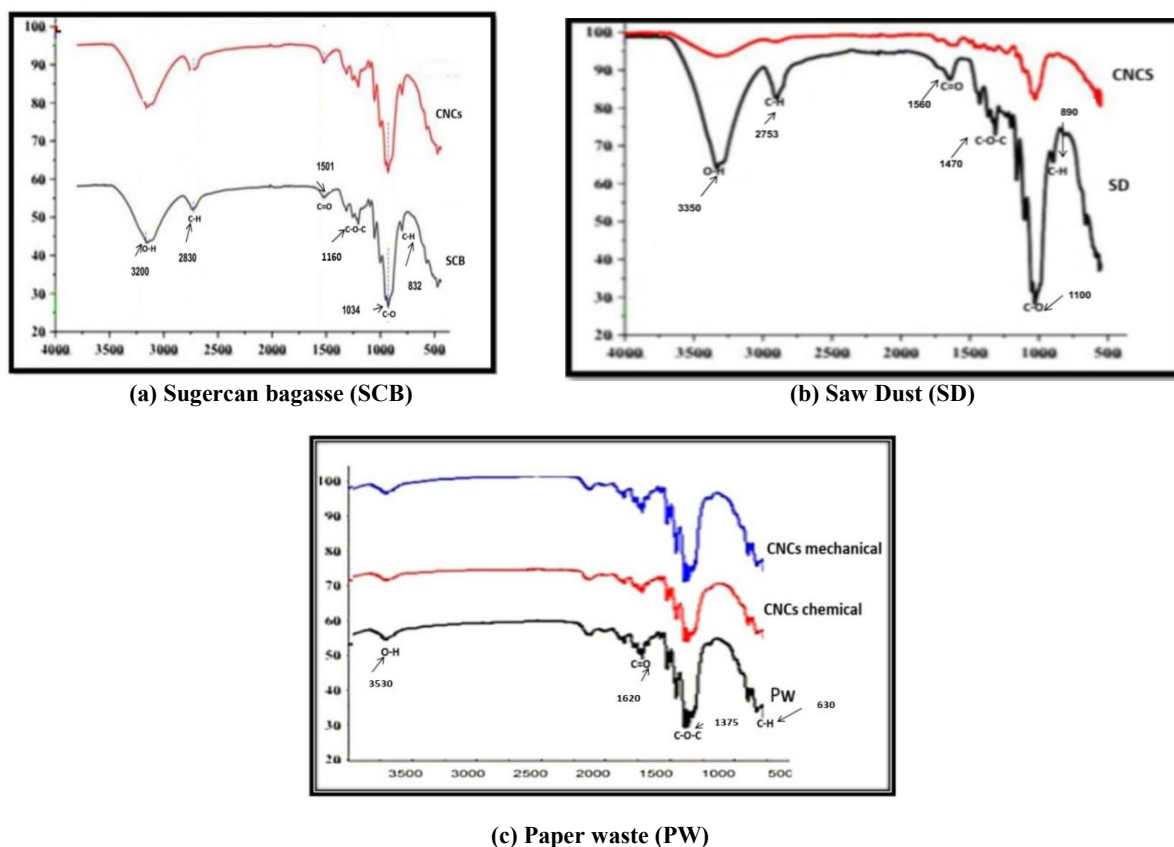 100
90
80
70
60
50
40
30
20
CNCs
1501
C=O
C-H
O-H
3200
2830
C-O-C
1160
C-H
SCB
832
1034
C-O
4000 3500 3000 2500 2000 1500 1000 500
(a) Sugercan bagasse (SCB)
100
90
80
70
60
50
40
30
20
CNCS
C=O
1560
890
C-H
2753
C-O-C
1470
C-H
O-H
3350
SD
C-O
1100
4000 3500 3000 2500 2000 1500 1000 500
(b) Saw Dust (SD)
100
90
80
70
60
50
40
30
20
CNCs mechanical
CNCs chemical
O-H
3530
C=O
1620
Pw
630
1375
C-H
C-O-C
3500 3000 2500 2000 1500 1000 500
(c) Paper waste (PW)